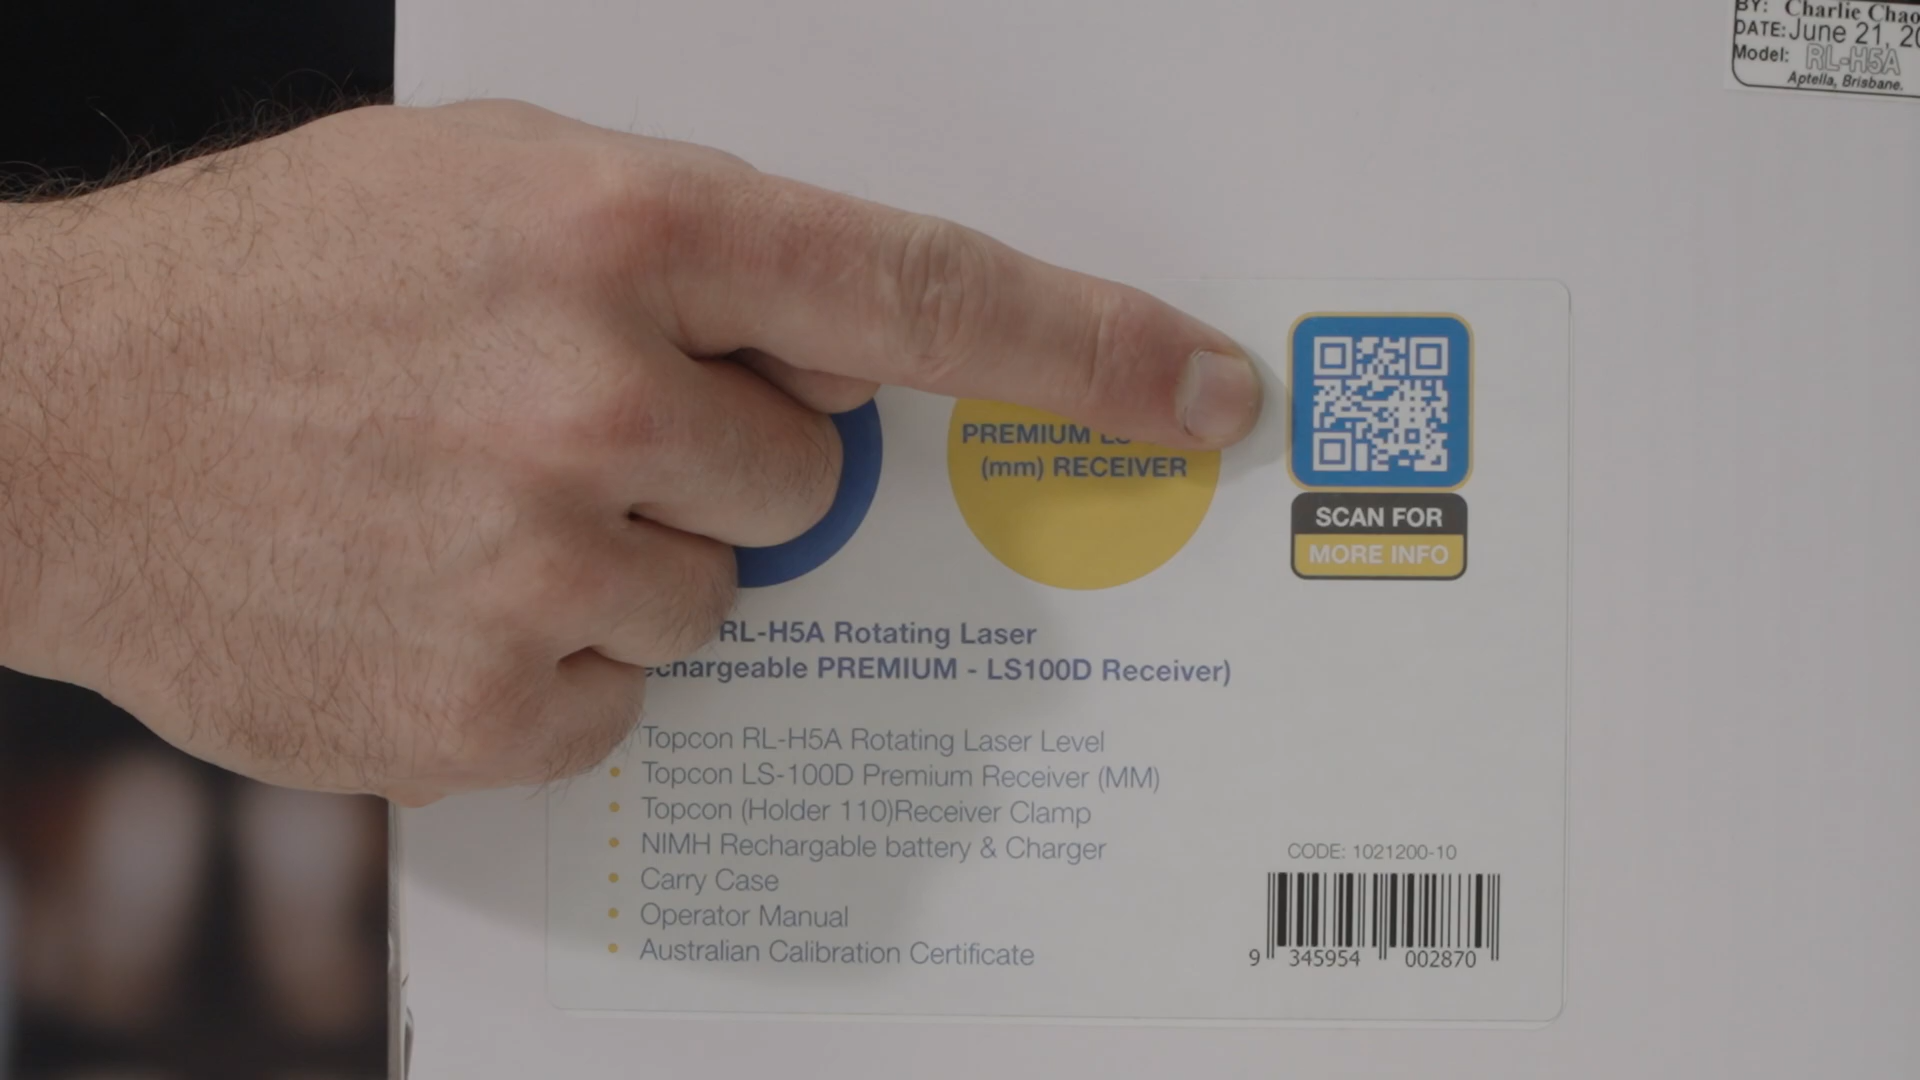 BY: Charlie Chao
DATE: June 21, 20
Model: RL-H5A
Aptella, Brisbane.
PREMIUM
(mm) RECEIVER
SCAN FOR
MORE INFO
RL-H5A Rotating Laser
echargeable PREMIUM - LS100D Receiver)
Topcon RL-H5A Rotating Laser Level
• Topcon LS-100D Premium Receiver (MM)
• Topcon (Holder 110)Receiver Clamp
• NIMH Rechargable battery & Charger
• Carry Case
• Operator Manual
• Australian Calibration Certificate
CODE: 1021200-10
9 345954 002870